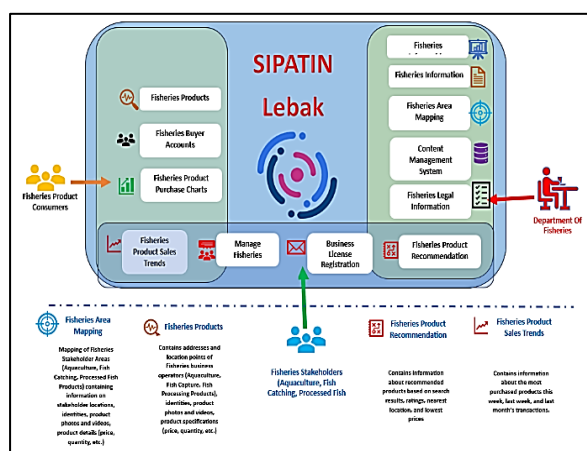 SIPATIN
Lebak
Fisheries Products
Fisheries Buyer
Accounts
Fisheries Product
Purchase Charts
Fisheries
Fisheries Information
Fisheries Area
Mapping
Content
Management
System
Fisheries Legal
Information
Fisheries Product
Consumers
Department Of
Fisheries
Fisheries
Product Sales
Trends
Manage
Fisheries
Business
License
Registration
Fisheries Product
Recommendation
Fisheries Area
Mapping
Mapping of Fisheries
Stakeholder Areas
(Aquaculture, Fish
Catching, Processed Fish
Products) containing
information on
stakeholder locations,
identities, product
photos and videos,
product details (price,
quantity, etc.)
Fisheries Products
Contains addresses and
location points of
Fisheries business
operators (Aquaculture,
Fish Capture, Fish
Processing Products),
identities, product
photos and videos,
product specifications
(price, quantity, etc.)
Fisheries Stakeholders
(Aquaculture, Fish
Catching, Processed Fish
Fisheries Product
Recommendation
Contains Information
about recommended
products based on search
results, ratings, nearest
location, and lowest
prices
Fisheries Product
Sales Trends
Contains information
about the most
purchased products this
week, last week, and last
month's transactions.